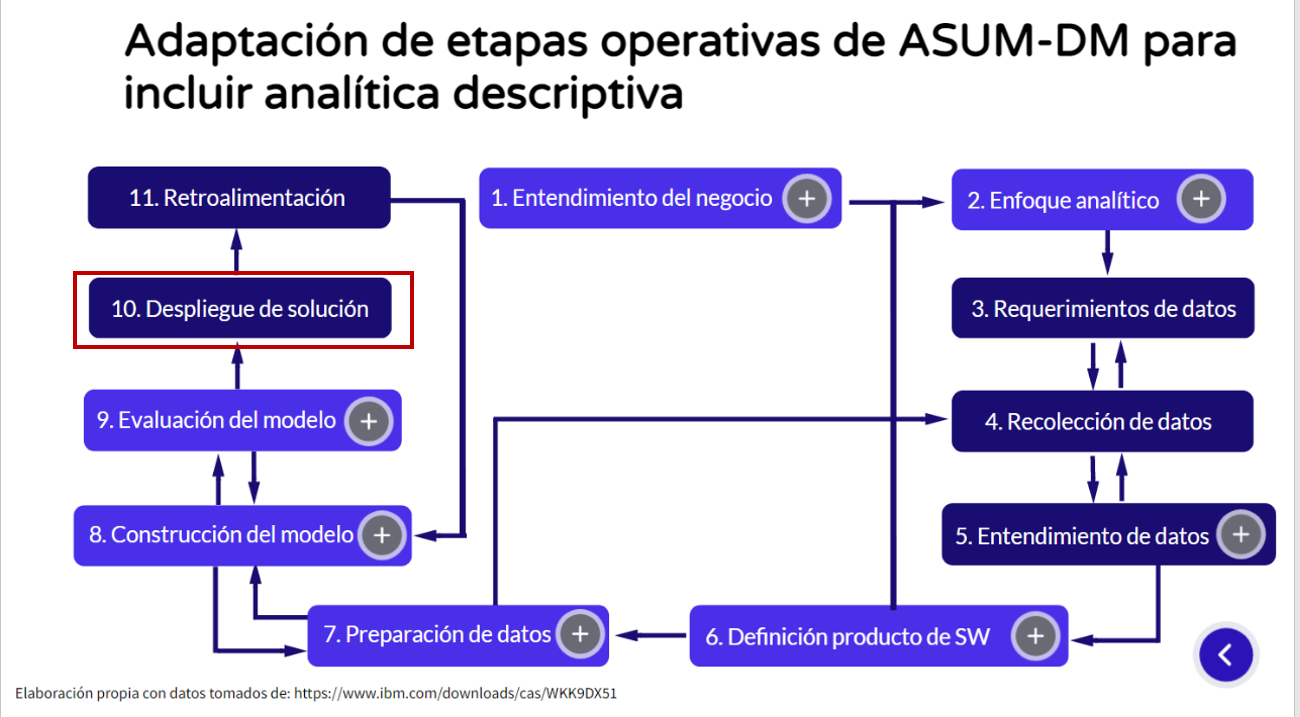 Adaptación de etapas operativas de ASUM-DM para
incluir analítica descriptiva
11. Retroalimentación
1. Entendimiento del negocio
2. Enfoque analítico
10. Despliegue de solución
3. Requerimientos de datos
9. Evaluación del modelo
4. Recolección de datos
8. Construcción del modelo
5. Entendimiento de datos
7. Preparación de datos
6. Definición producto de SW
Elaboración propia con datos tomados de: https://www.ibm.com/downloads/cas/WKK9DX51